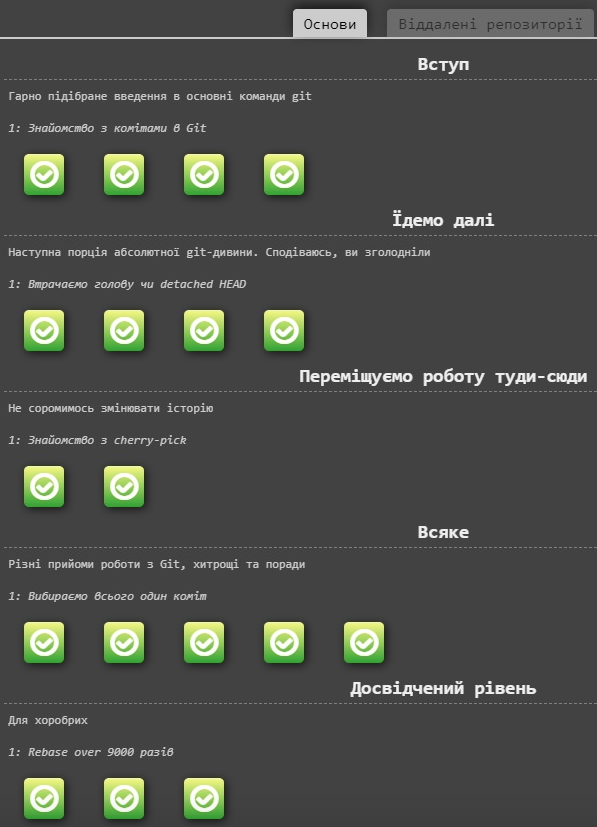 Основи
Віддалені репозиторії
Вступ
Гарно підібране введення в основні команди git
1: Знайомство з комітами в Git
Їдемо далі
Наступна порція абсолютної git-дивини. Сподіваюсь, ви зголодніли
1: Втрачаємо голову чи detached HEAD
Переміщуємо роботу туди-сюди
Не соромимось змінювати історію
1: Знайомство з cherry-pick
Всяке
Різні прийоми роботи з Git, хитрощі та поради
1: Вибираємо всього один коміт
Досвідчений рівень
Для хоробрих
1: Rebase over 9000 разів